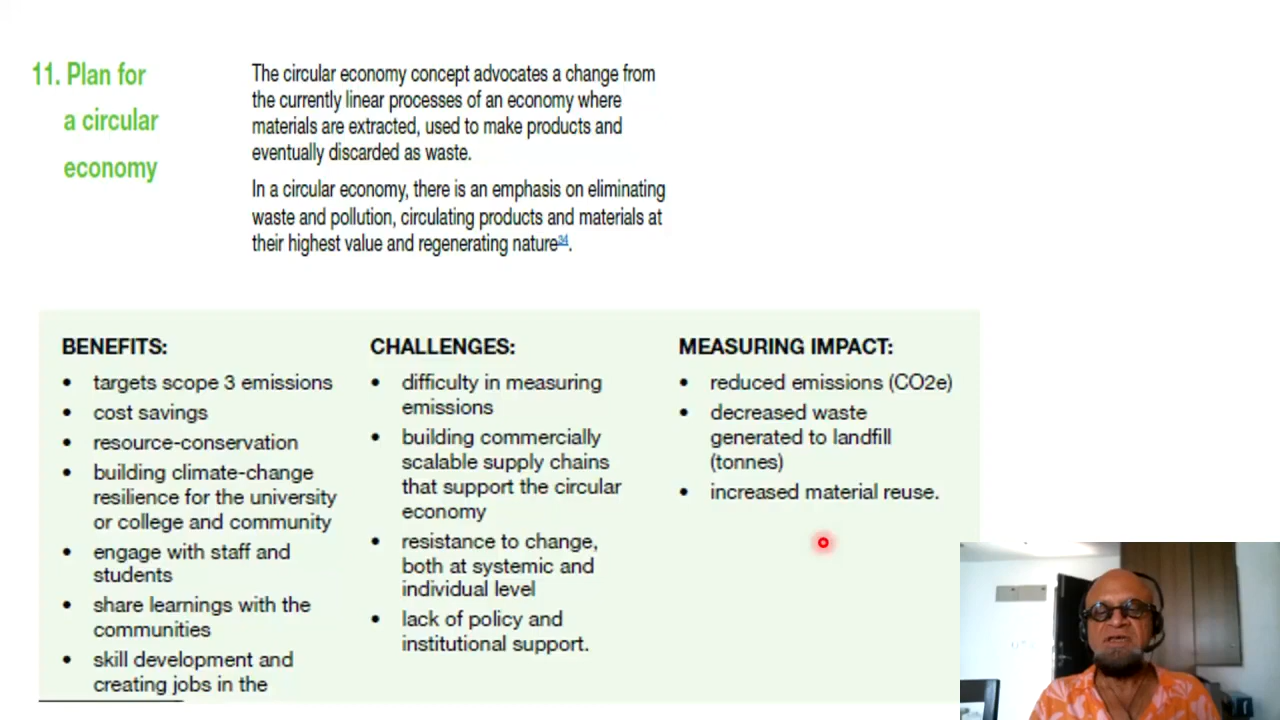 11. Plan for
a circular
economy
The circular economy concept advocates a change from
the currently linear processes of an economy where
materials are extracted, used to make products and
eventually discarded as waste.
In a circular economy, there is an emphasis on eliminating
waste and pollution, circulating products and materials at
their highest value and regenerating nature34.
BENEFITS:
• targets scope 3 emissions
• cost savings
• resource-conservation
• building climate-change
resilience for the university
or college and community
• engage with staff and
students
• share learnings with the
communities
• skill development and
creating jobs in the
CHALLENGES:
• difficulty in measuring
emissions
• building commercially
scalable supply chains
that support the circular
economy
• resistance to change,
both at systemic and
individual level
• lack of policy and
institutional support.
MEASURING IMPACT:
• reduced emissions (CO2e)
• decreased waste
generated to landfill
(tonnes)
• increased material reuse.